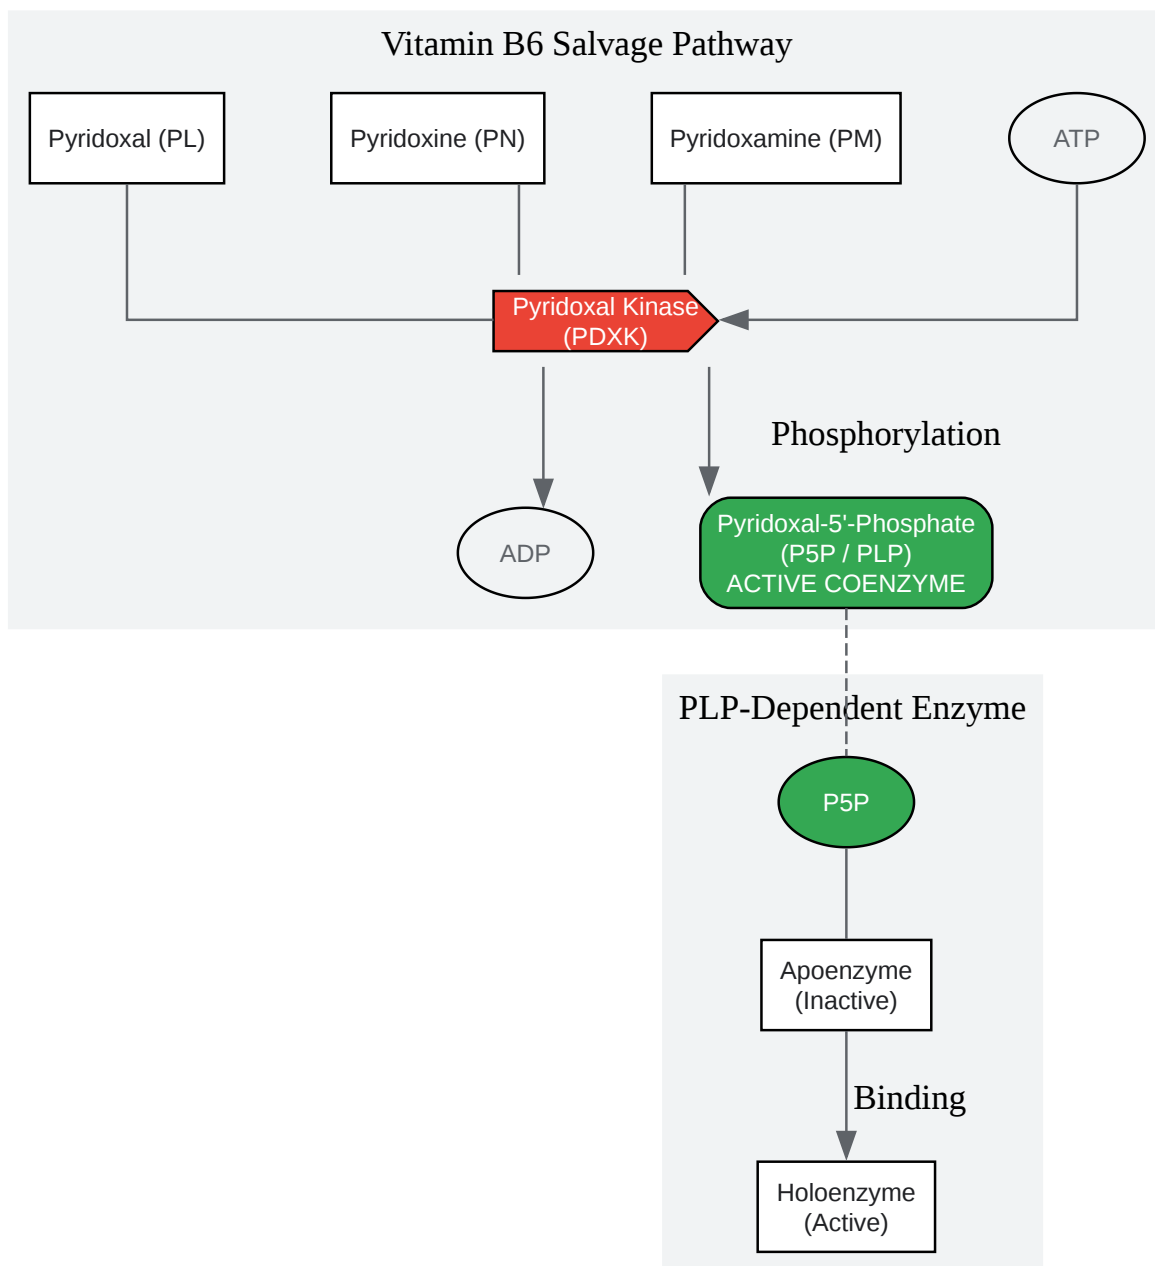 Vitamin B6 Salvage Pathway
Pyridoxal (PL)
Pyridoxine (PN)
Pyridoxamine (PM)
ATP
Pyridoxal Kinase
(PDXK)
Phosphorylation
ADP
Pyridoxal-5'-Phosphate
(P5P / PLP)
ACTIVE COENZYME
PLP-Dependent Enzyme
P5P
Apoenzyme
(Inactive)
Binding
Holoenzyme
(Active)